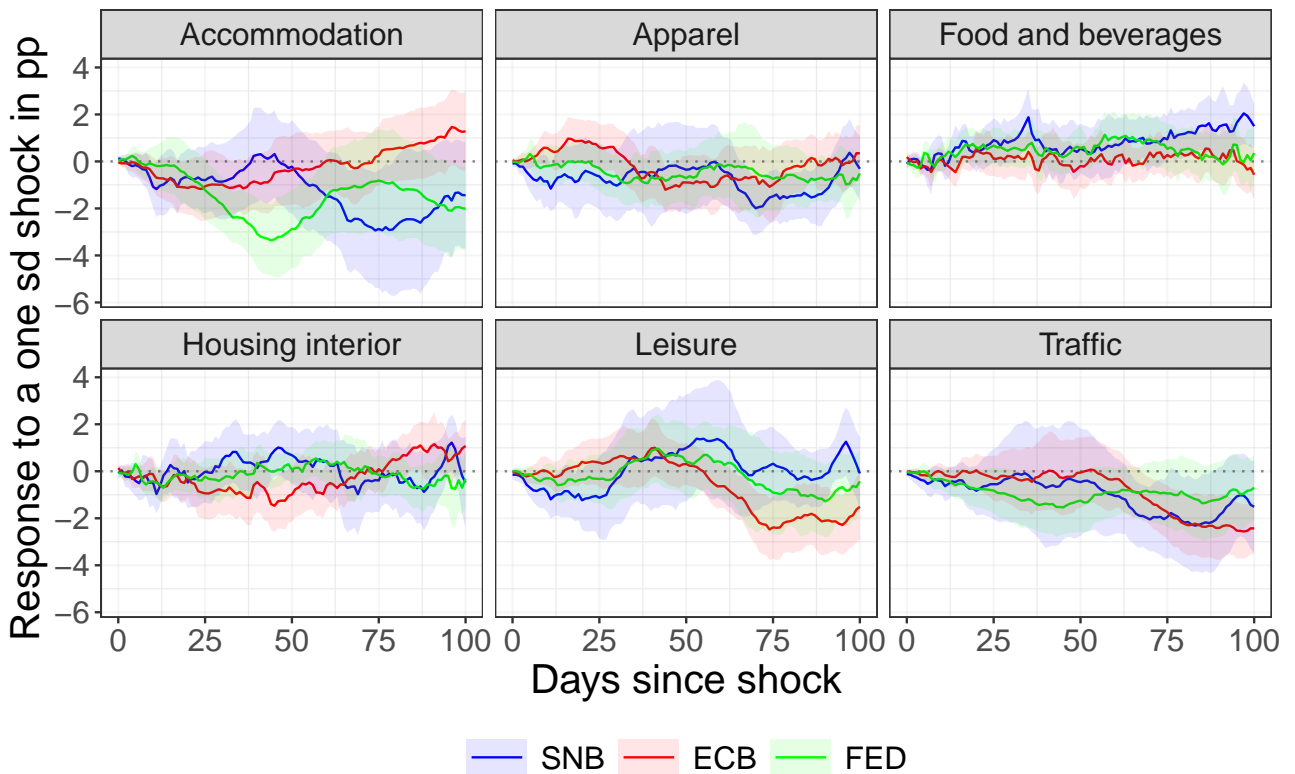 Response to a one sd shock in pp
Accommodation
Apparel
Food and beverages
4
2
0
−2
−4
−6
Housing interior
Leisure
Traffic
4
2
0
−2
−4
−6
0 25 50 75 100 0 25 50 75 100 0 25 50 75 100
Days since shock
SNB ECB FED